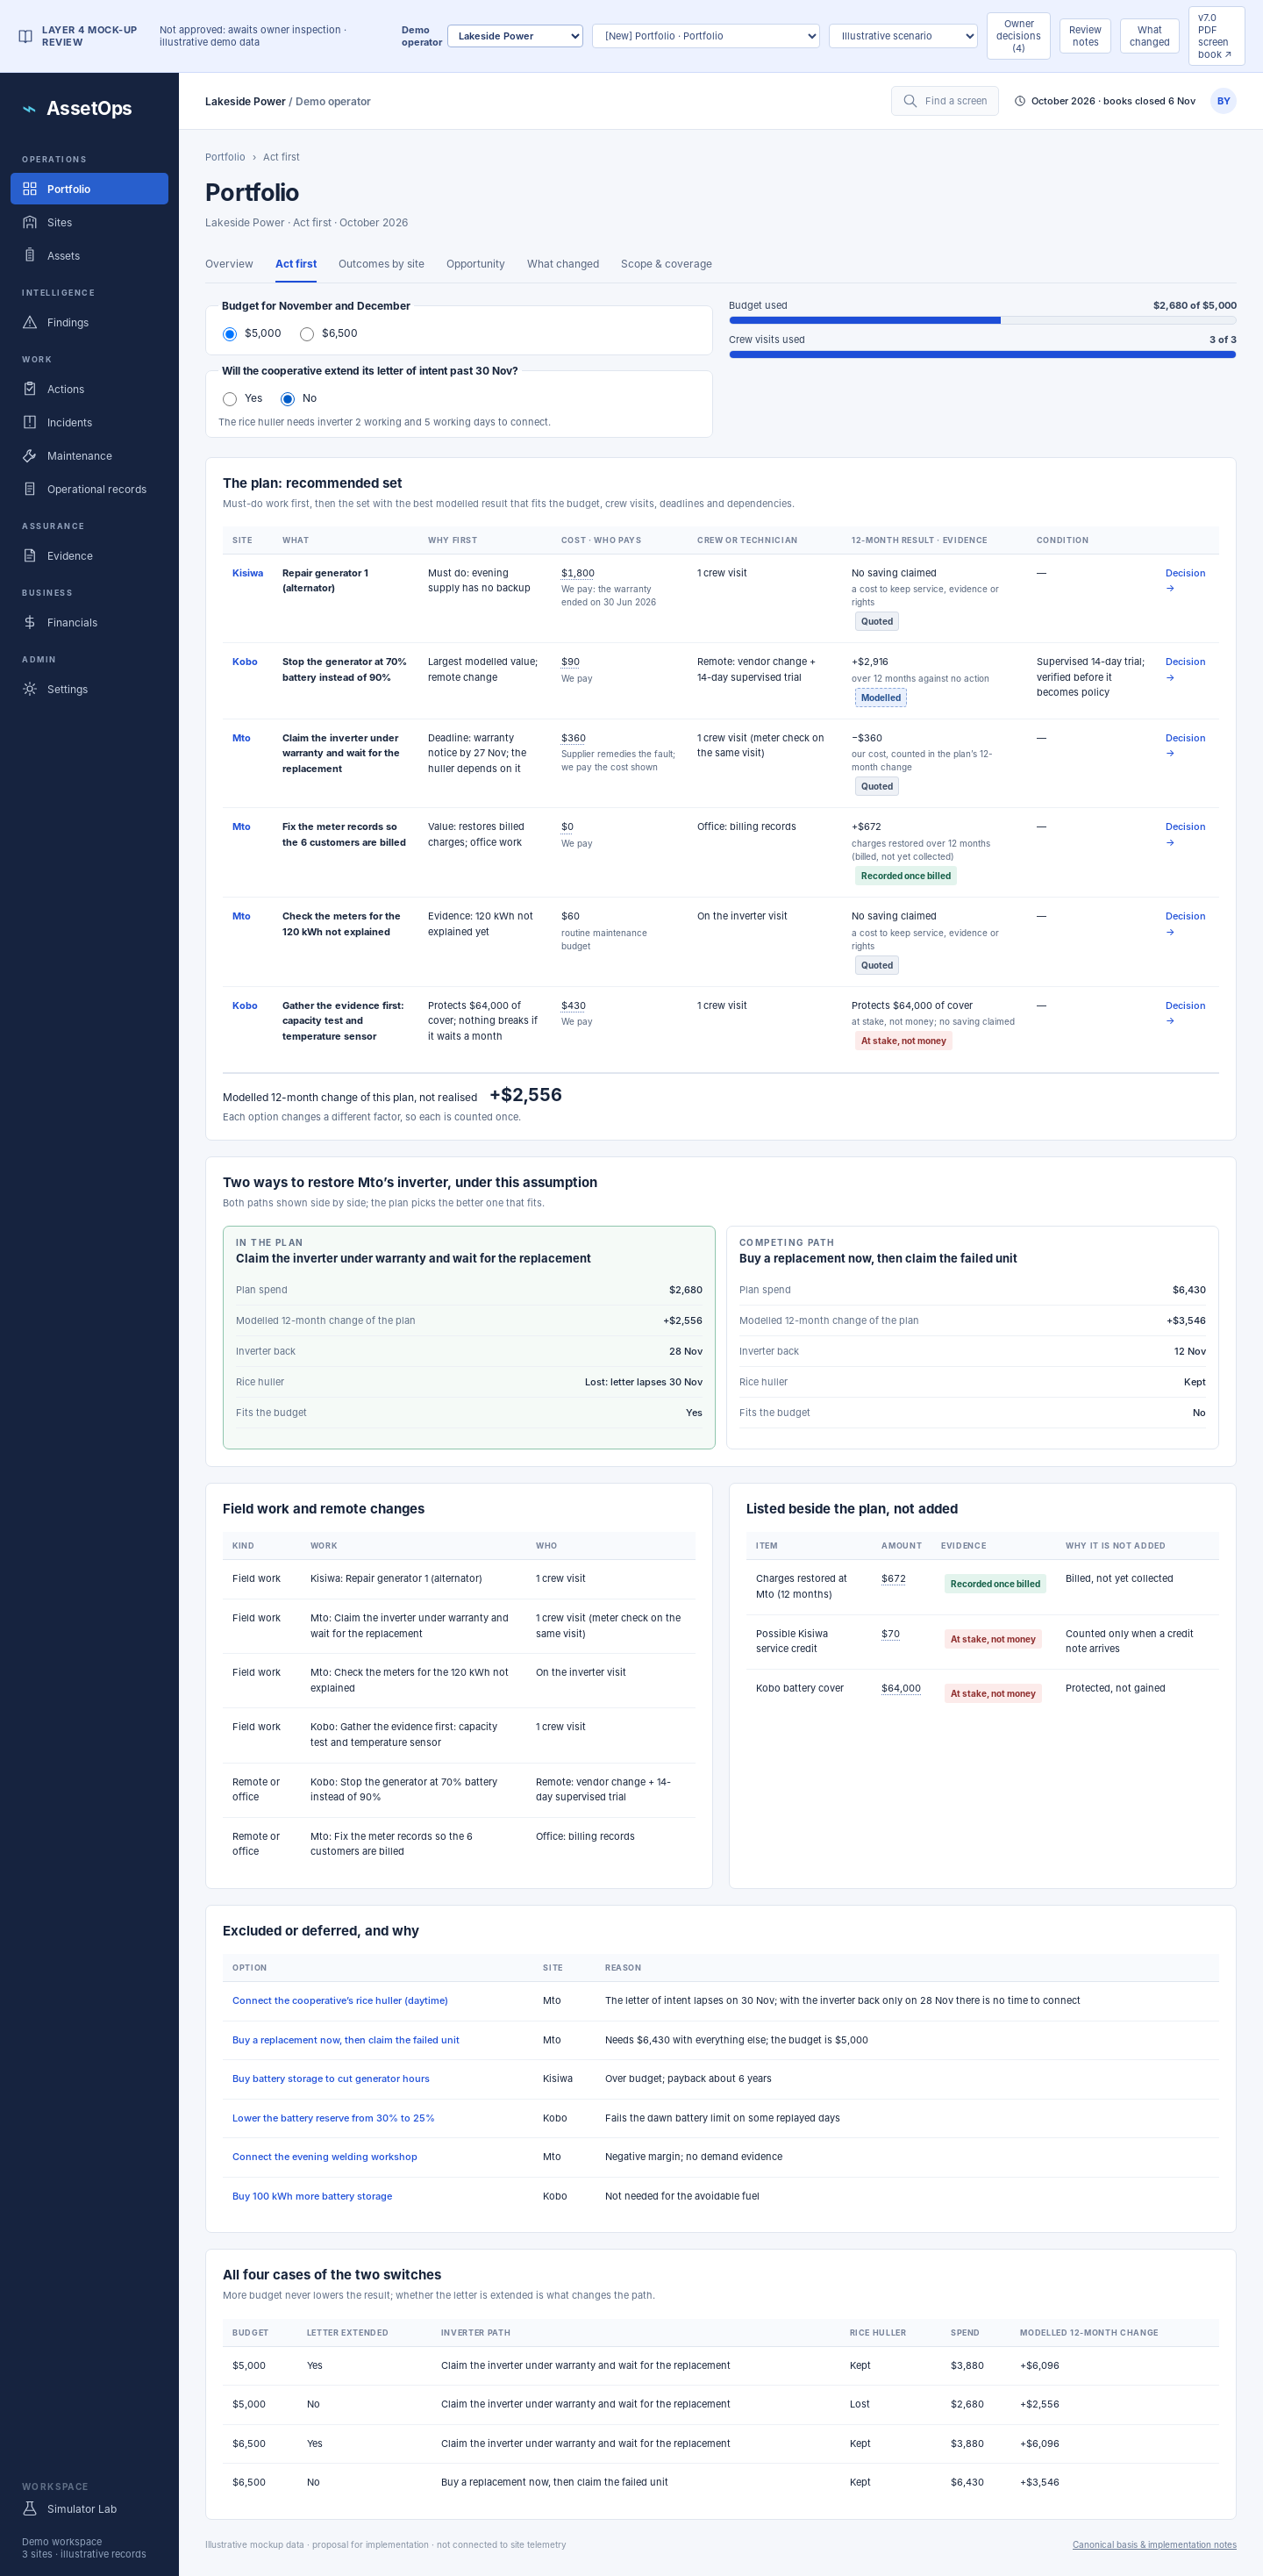 LAYER 4 MOCK-UP REVIEW
Not approved: awaits owner inspection · illustrative demo data
Demo operator
Lakeside Power
[New] Portfolio · Portfolio
Illustrative scenario
Owner decisions (4)
Review notes
What changed
v7.0 PDF screen book ↗
AssetOps
OPERATIONS
Portfolio
Sites
Assets
INTELLIGENCE
Findings
WORK
Actions
Incidents
Maintenance
Operational records
ASSURANCE
Evidence
BUSINESS
Financials
ADMIN
Settings
WORKSPACE
Simulator Lab
Demo workspace
3 sites · illustrative records
Lakeside Power / Demo operator
Find a screen
October 2026 · books closed 6 Nov
BY
Portfolio › Act first
Portfolio
Lakeside Power · Act first · October 2026
Overview
Act first
Outcomes by site
Opportunity
What changed
Scope & coverage
Budget for November and December
$5,000
$6,500
Will the cooperative extend its letter of intent past 30 Nov?
Yes
No
The rice huller needs inverter 2 working and 5 working days to connect.
Budget used $2,680 of $5,000
Crew visits used 3 of 3
The plan: recommended set
Must-do work first, then the set with the best modelled result that fits the budget, crew visits, deadlines and dependencies.
SITE WHAT WHY FIRST COST · WHO PAYS CREW OR TECHNICIAN 12-MONTH RESULT · EVIDENCE CONDITION
Kisiwa
Repair generator 1 (alternator)
Must do: evening supply has no backup
$1,800
We pay: the warranty ended on 30 Jun 2026
1 crew visit
No saving claimed
a cost to keep service, evidence or rights
Quoted
—
Decision →
Kobo
Stop the generator at 70% battery instead of 90%
Largest modelled value; remote change
$90
We pay
Remote: vendor change + 14-day supervised trial
+$2,916
over 12 months against no action
Modelled
Supervised 14-day trial; verified before it becomes policy
Decision →
Mto
Claim the inverter under warranty and wait for the replacement
Deadline: warranty notice by 27 Nov; the huller depends on it
$360
Supplier remedies the fault; we pay the cost shown
1 crew visit (meter check on the same visit)
−$360
our cost, counted in the plan's 12-month change
Quoted
—
Decision →
Mto
Fix the meter records so the 6 customers are billed
Value: restores billed charges; office work
$0
We pay
Office: billing records
+$672
charges restored over 12 months (billed, not yet collected)
Recorded once billed
—
Decision →
Mto
Check the meters for the 120 kWh not explained
Evidence: 120 kWh not explained yet
$60
routine maintenance budget
On the inverter visit
No saving claimed
a cost to keep service, evidence or rights
Quoted
—
Decision →
Kobo
Gather the evidence first: capacity test and temperature sensor
Protects $64,000 of cover; nothing breaks if it waits a month
$430
We pay
1 crew visit
Protects $64,000 of cover
at stake, not money; no saving claimed
At stake, not money
—
Decision →
Modelled 12-month change of this plan, not realised +$2,556
Each option changes a different factor, so each is counted once.
Two ways to restore Mto's inverter, under this assumption
Both paths shown side by side; the plan picks the better one that fits.
IN THE PLAN
Claim the inverter under warranty and wait for the replacement
Plan spend $2,680
Modelled 12-month change of the plan +$2,556
Inverter back 28 Nov
Rice huller Lost: letter lapses 30 Nov
Fits the budget Yes
COMPETING PATH
Buy a replacement now, then claim the failed unit
Plan spend $6,430
Modelled 12-month change of the plan +$3,546
Inverter back 12 Nov
Rice huller Kept
Fits the budget No
Field work and remote changes
KIND WORK WHO
Field work Kisiwa: Repair generator 1 (alternator) 1 crew visit
Field work Mto: Claim the inverter under warranty and wait for the replacement 1 crew visit (meter check on the same visit)
Field work Mto: Check the meters for the 120 kWh not explained On the inverter visit
Field work Kobo: Gather the evidence first: capacity test and temperature sensor 1 crew visit
Remote or office Kobo: Stop the generator at 70% battery instead of 90% Remote: vendor change + 14-day supervised trial
Remote or office Mto: Fix the meter records so the 6 customers are billed Office: billing records
Listed beside the plan, not added
ITEM AMOUNT EVIDENCE WHY IT IS NOT ADDED
Charges restored at Mto (12 months) $672 Recorded once billed Billed, not yet collected
Possible Kisiwa service credit $70 At stake, not money Counted only when a credit note arrives
Kobo battery cover $64,000 At stake, not money Protected, not gained
Excluded or deferred, and why
OPTION SITE REASON
Connect the cooperative's rice huller (daytime) Mto The letter of intent lapses on 30 Nov; with the inverter back only on 28 Nov there is no time to connect
Buy a replacement now, then claim the failed unit Mto Needs $6,430 with everything else; the budget is $5,000
Buy battery storage to cut generator hours Kisiwa Over budget; payback about 6 years
Lower the battery reserve from 30% to 25% Kobo Fails the dawn battery limit on some replayed days
Connect the evening welding workshop Mto Negative margin; no demand evidence
Buy 100 kWh more battery storage Kobo Not needed for the avoidable fuel
All four cases of the two switches
More budget never lowers the result; whether the letter is extended is what changes the path.
BUDGET LETTER EXTENDED INVERTER PATH RICE HULLER SPEND MODELLED 12-MONTH CHANGE
$5,000 Yes Claim the inverter under warranty and wait for the replacement Kept $3,880 +$6,096
$5,000 No Claim the inverter under warranty and wait for the replacement Lost $2,680 +$2,556
$6,500 Yes Claim the inverter under warranty and wait for the replacement Kept $3,880 +$6,096
$6,500 No Buy a replacement now, then claim the failed unit Kept $6,430 +$3,546
Illustrative mockup data · proposal for implementation · not connected to site telemetry
Canonical basis & implementation notes